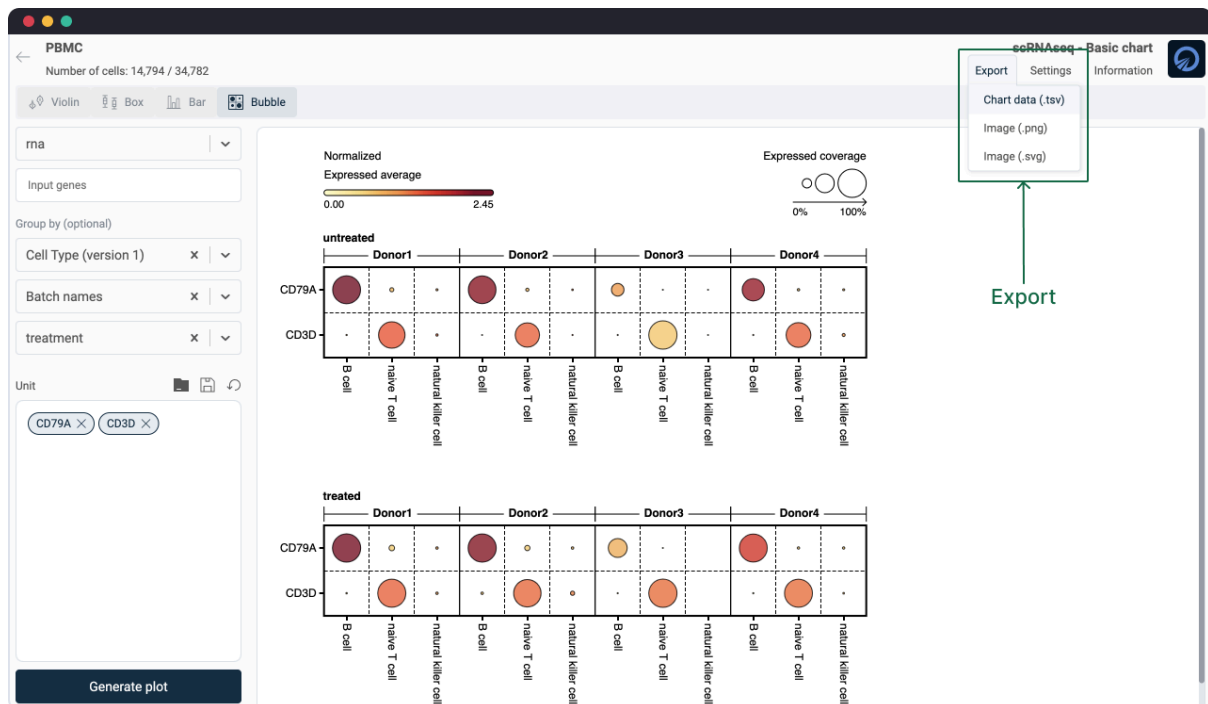 PBMC
Number of cells: 14,794 / 34,782
scRNAseq - Basic chart
Export Settings Information
Chart data (.tsv)
Image (.png)
Image (.svg)
Export
Violin Box Bar Bubble
rna
Input genes
Group by (optional)
Cell Type (version 1)
Batch names
treatment
Unit
CD79A CD3D
Generate plot
Normalized
Expressed average
0.00 2.45
Expressed coverage
0% 100%
untreated
Donor1 Donor2 Donor3 Donor4
CD79A
CD3D
B cell naive T cell natural killer cell B cell naive T cell natural killer cell B cell naive T cell natural killer cell B cell naive T cell natural killer cell
treated
Donor1 Donor2 Donor3 Donor4
CD79A
CD3D
B cell naive T cell natural killer cell B cell naive T cell natural killer cell B cell naive T cell natural killer cell B cell naive T cell natural killer cell